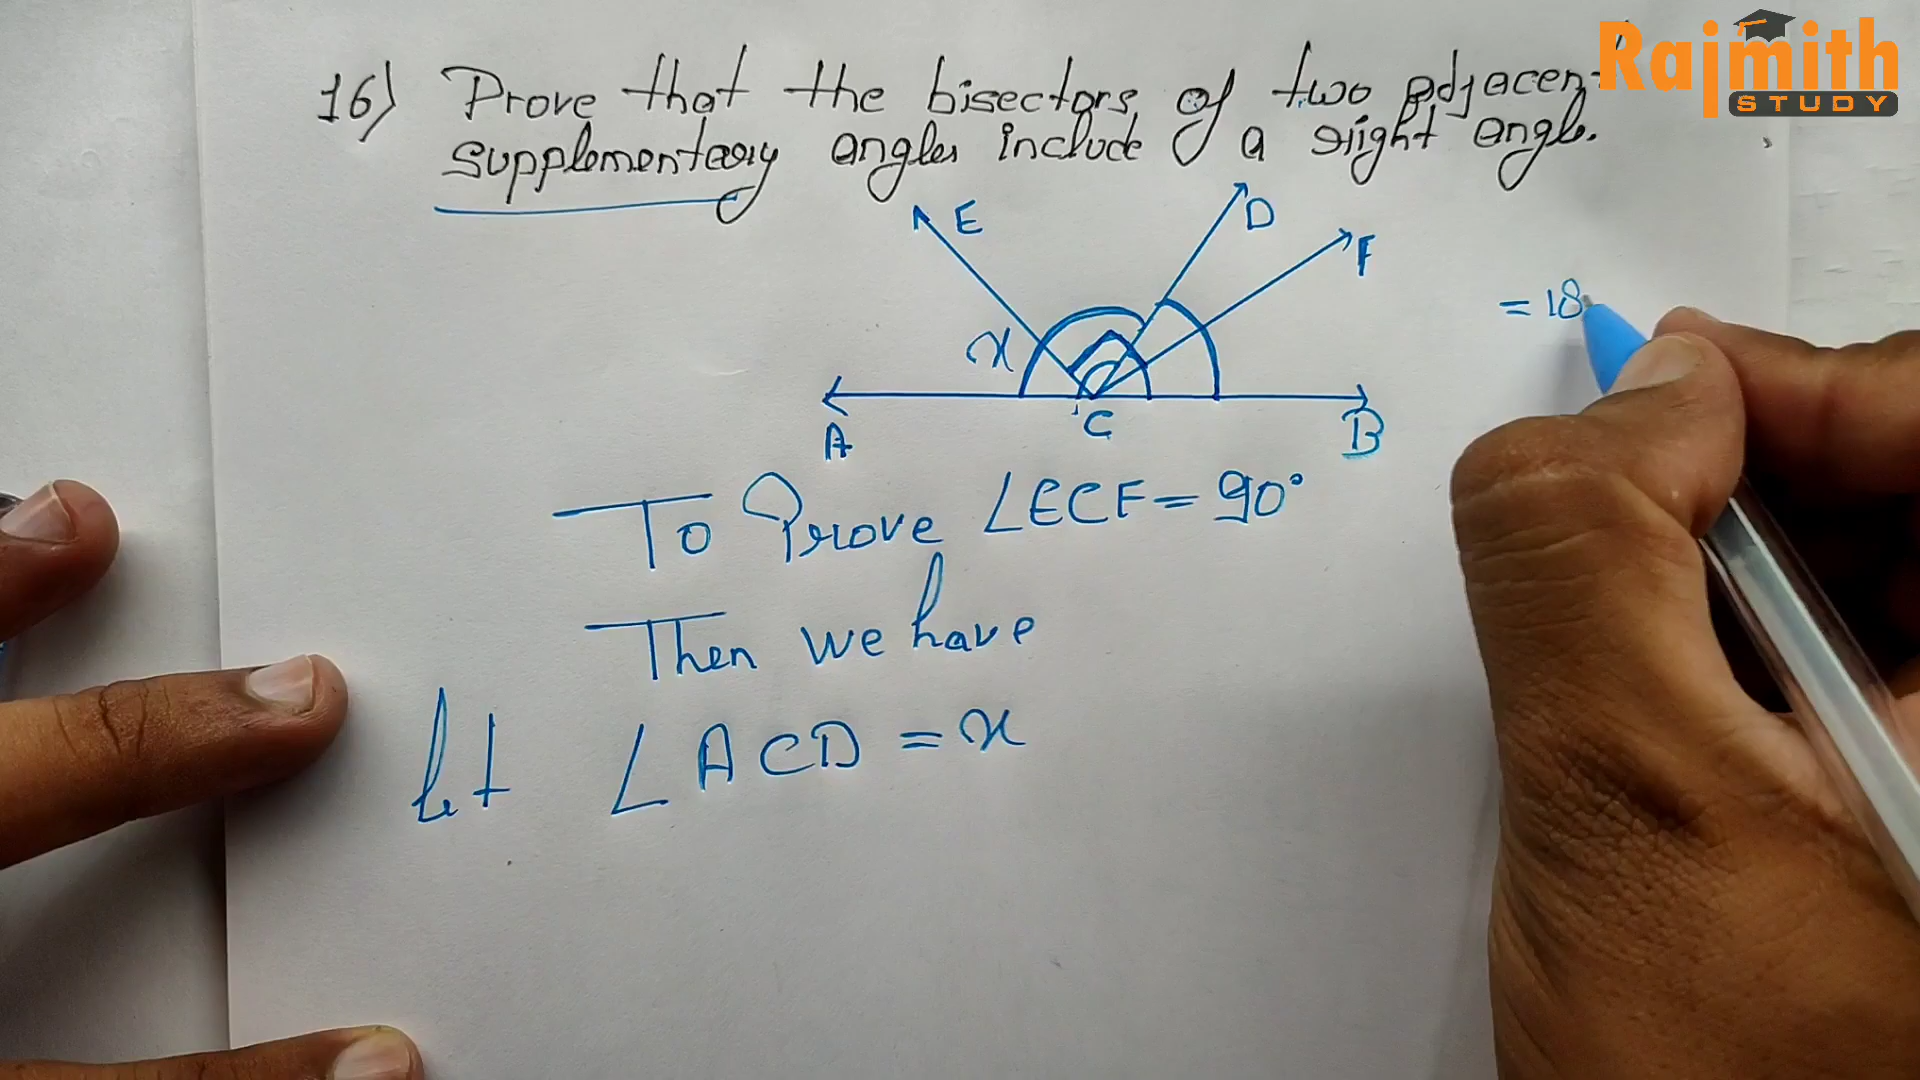 Rajmith
STUDY
16) Prove that the bisectors of two adjacent
supplementary angles include a right angle.
E
D
F
x
= 18
A
C
B
To Prove ∠ECF = 90°
Then we have
let ∠ACD = x